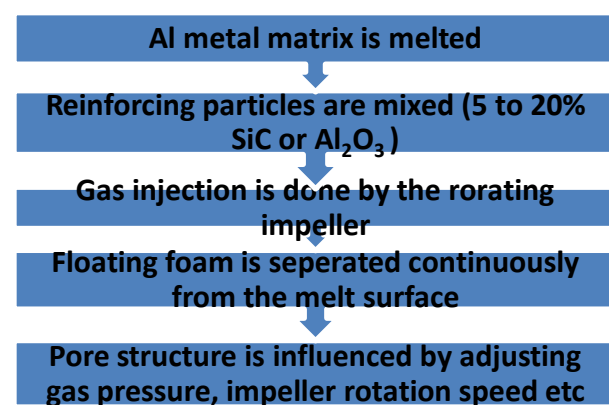 Al metal matrix is melted
Reinforcing particles are mixed (5 to 20%
SiC or Al₂O₃ )
Gas injection is done by the rorating
impeller
Floating foam is seperated continuously
from the melt surface
Pore structure is influenced by adjusting
gas pressure, impeller rotation speed etc